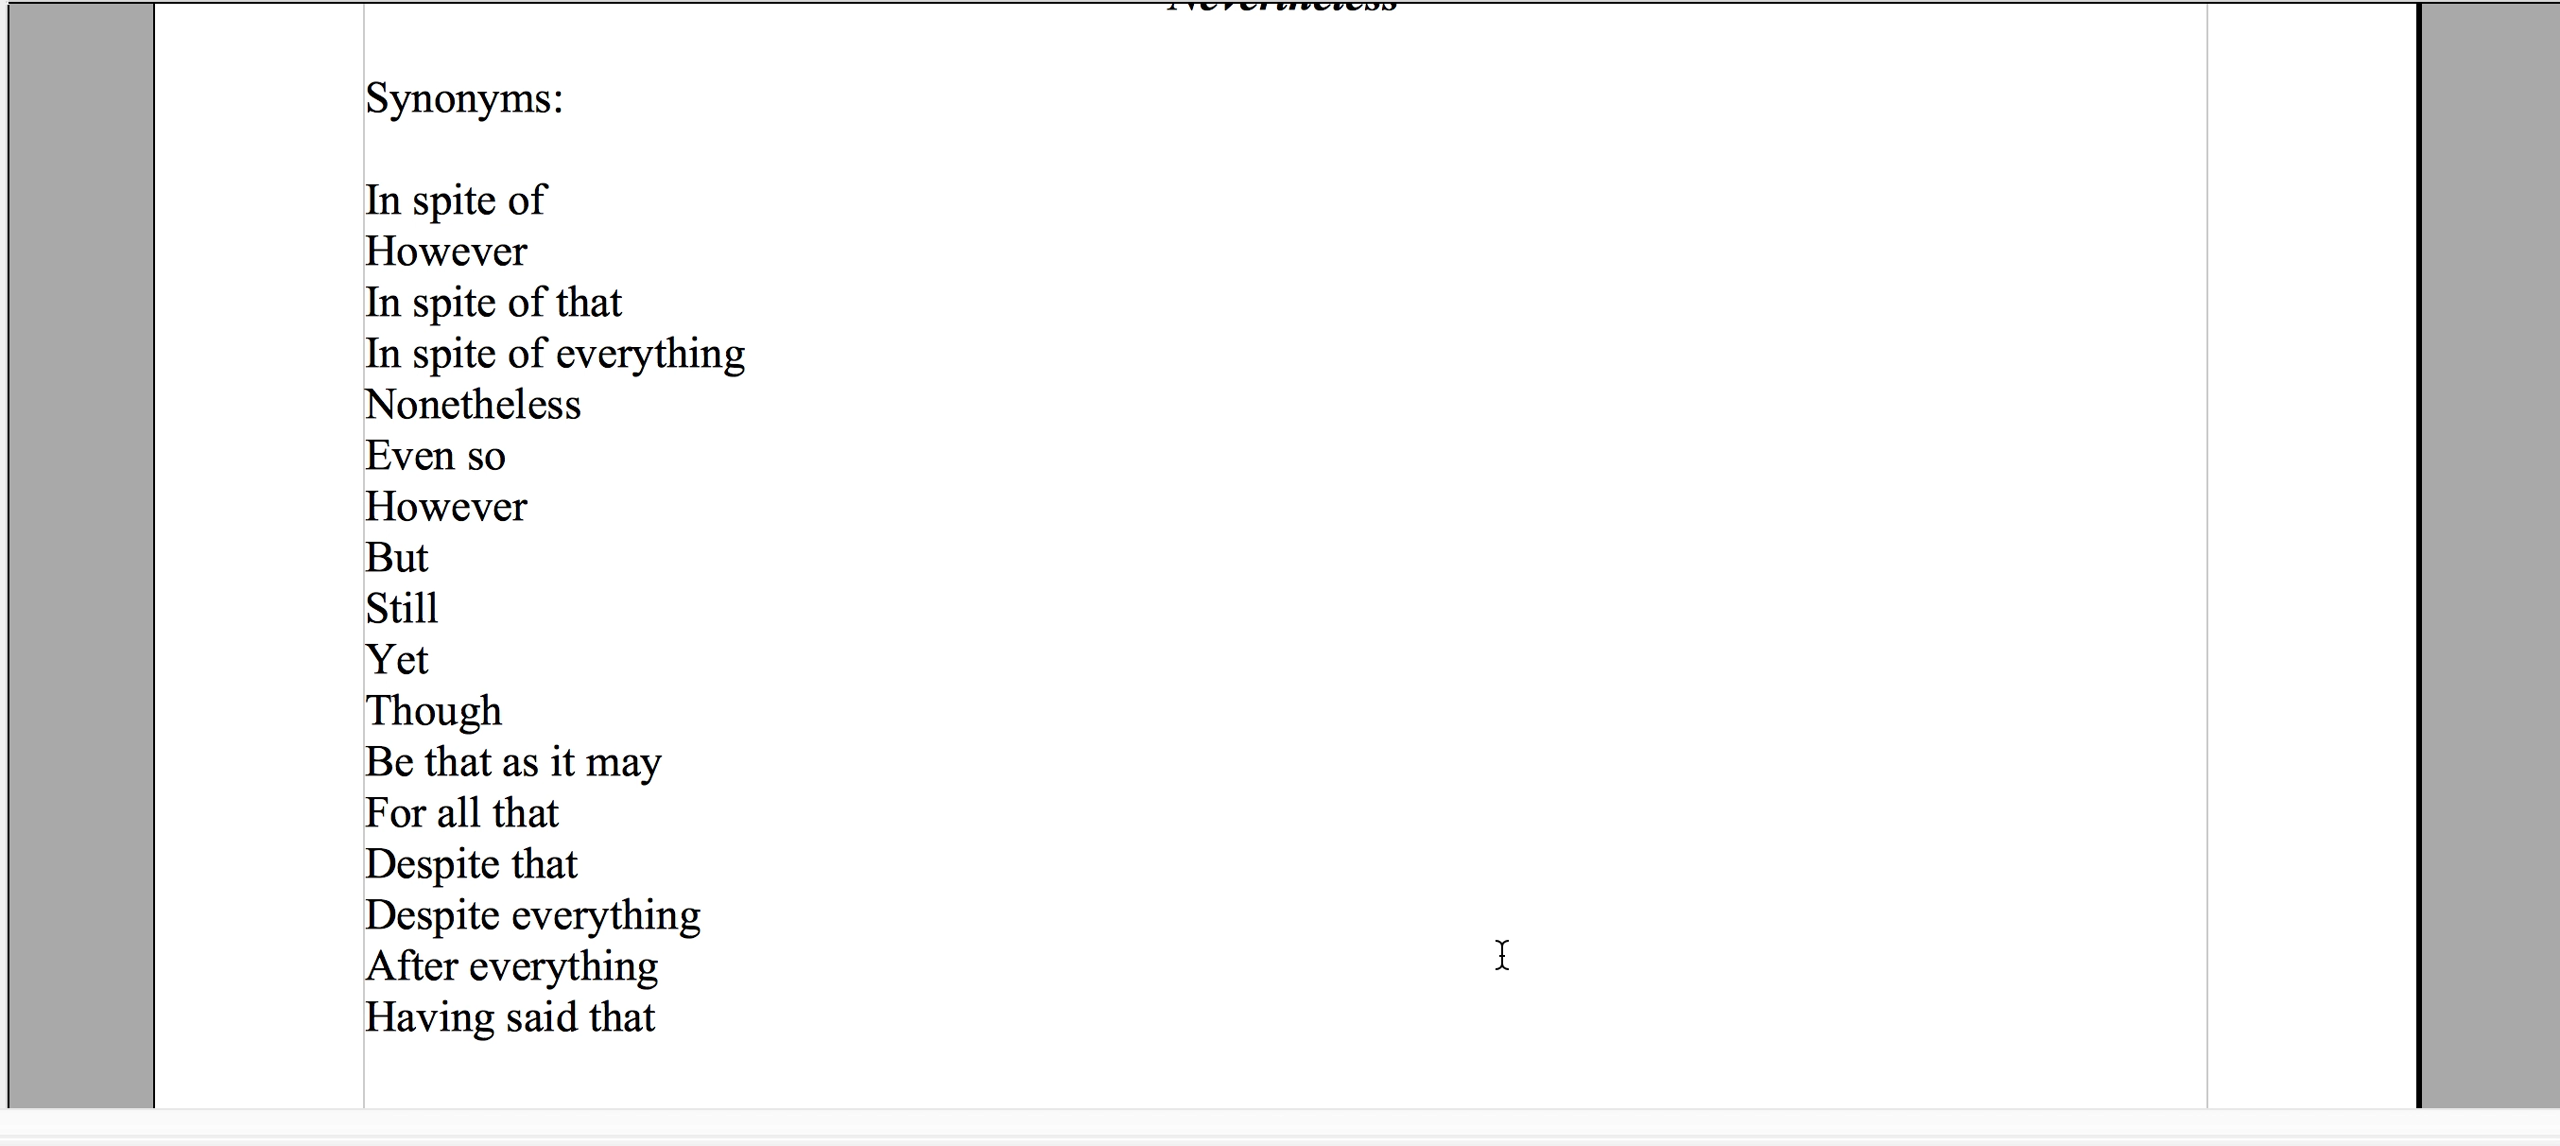 Nevertheless
Synonyms:
In spite of
However
In spite of that
In spite of everything
Nonetheless
Even so
However
But
Still
Yet
Though
Be that as it may
For all that
Despite that
Despite everything
After everything
Having said that